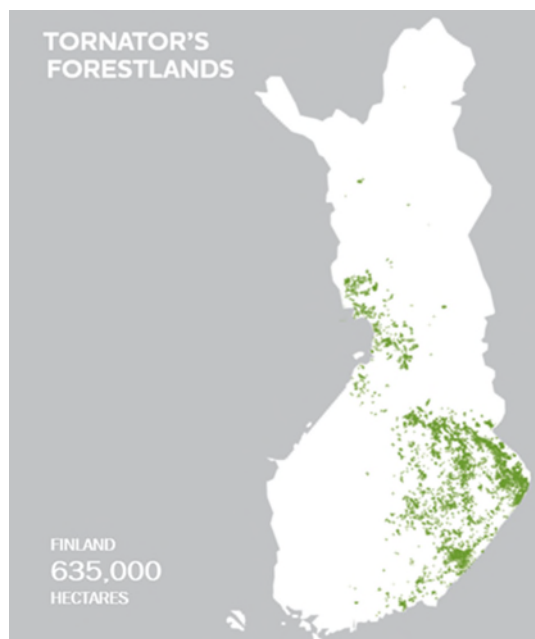 TORNATOR'S
FORESTLANDS
FINLAND
635,000
HECTARES